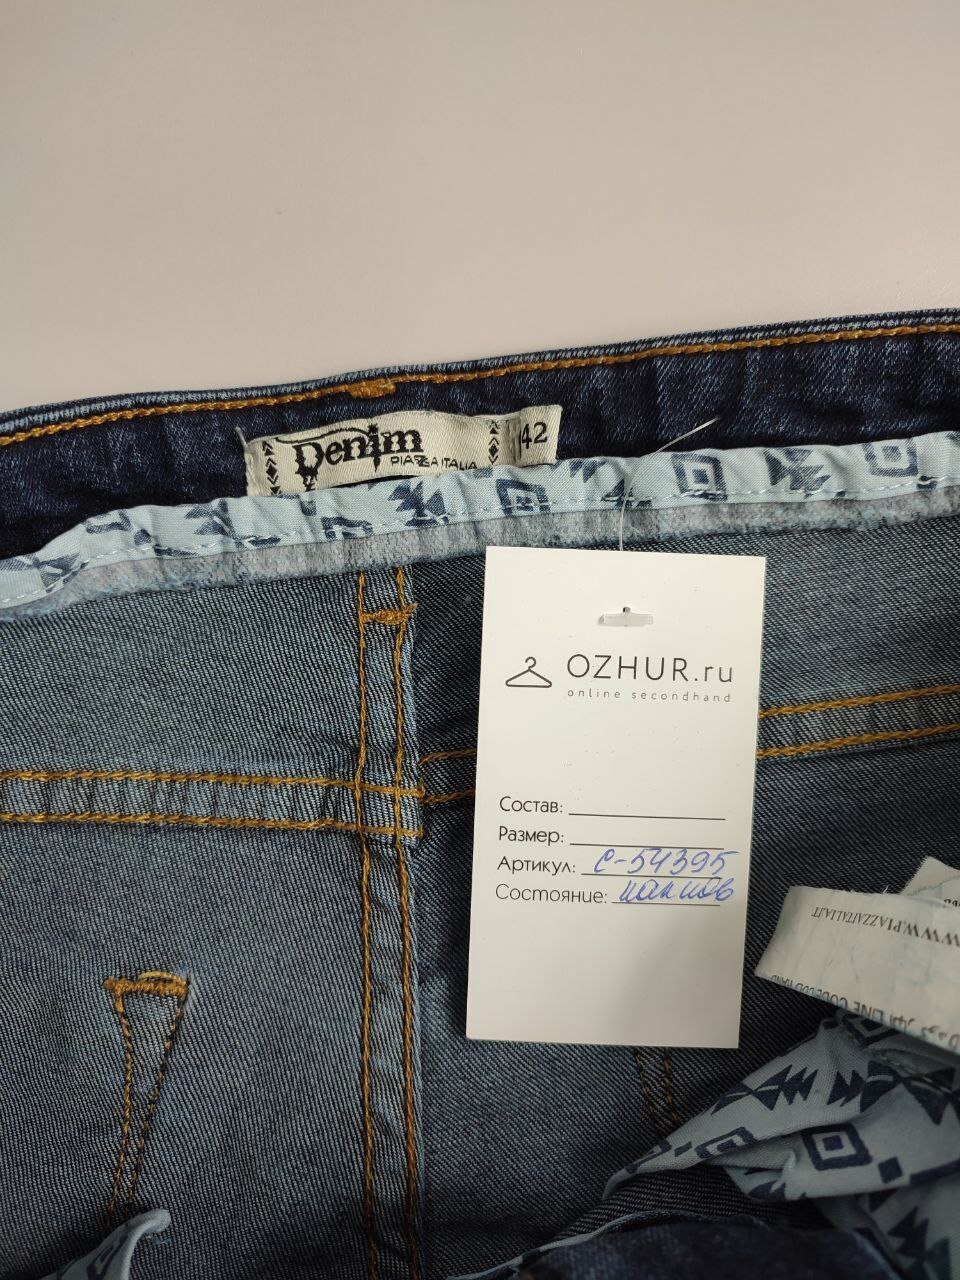 Denim
PIAZZA ITALIA
42
OZHUR.ru
online secondhand
Состав:
Размер:
Артикул: С-54395
Состояние:
WWW.PIAZZAITALIA.IT